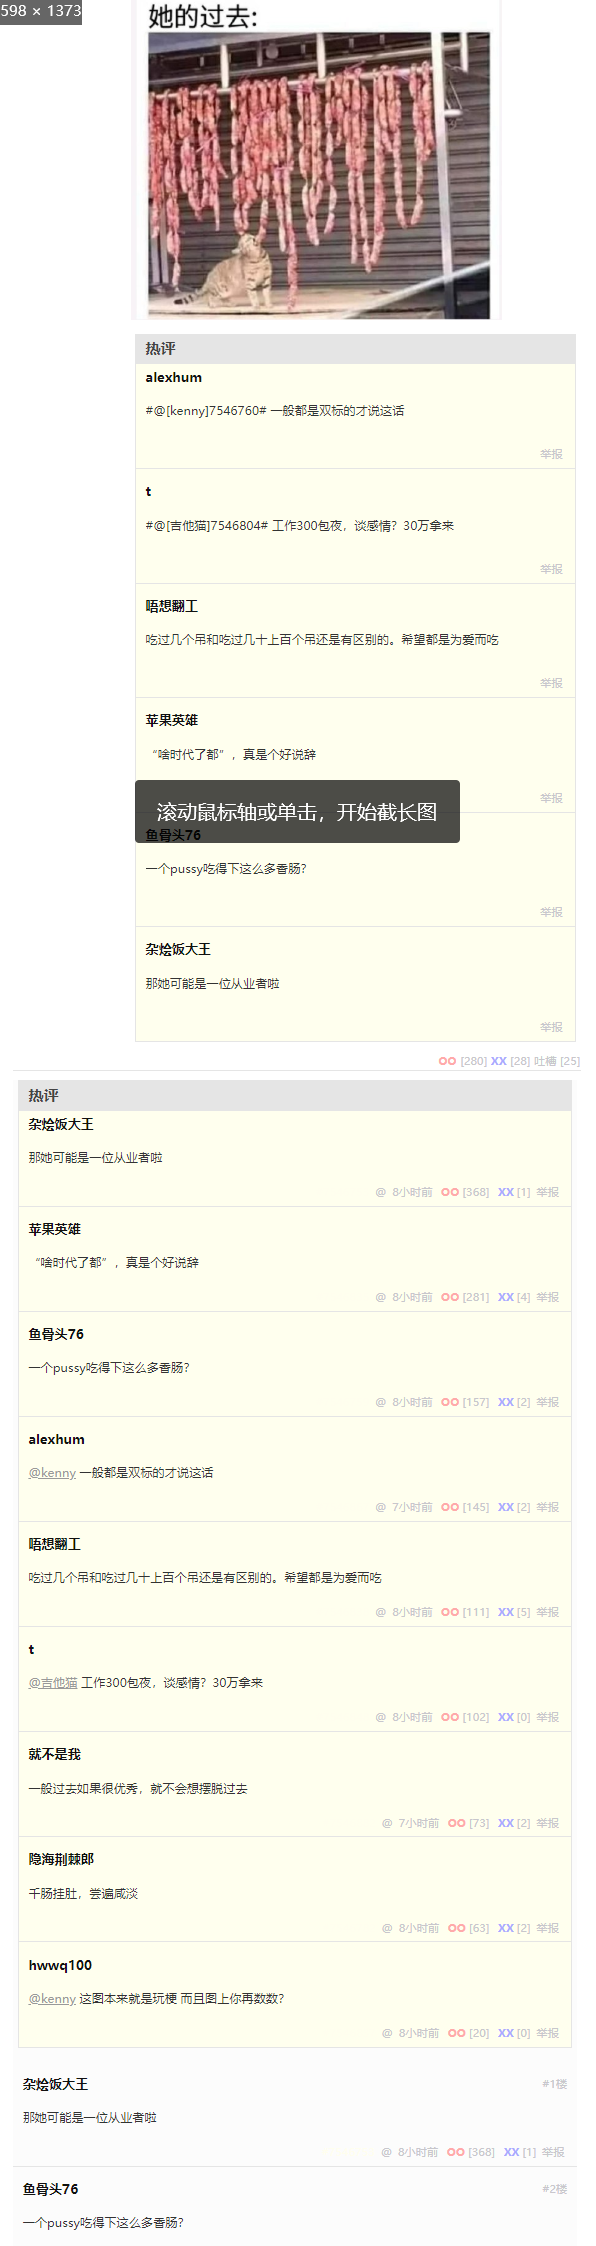 598 × 1373
她的过去:
热评
alexhum
#@[kenny]7546760# 一般都是双标的才说这话
举报
t
#@[吉他猫]7546804# 工作300包夜，谈感情？30万拿来
举报
唔想翻工
吃过几个吊和吃过几十上百个吊还是有区别的。希望都是为爱而吃
举报
苹果英雄
“啥时代了都”，真是个好说辞
举报
滚动鼠标轴或单击，开始截长图
鱼骨头76
一个pussy吃得下这么多香肠?
举报
杂烩饭大王
那她可能是一位从业者啦
举报
OO [280] XX [28] 吐槽 [25]
热评
杂烩饭大王
那她可能是一位从业者啦
@ 8小时前 OO [368] XX [1] 举报
苹果英雄
“啥时代了都”，真是个好说辞
@ 8小时前 OO [281] XX [4] 举报
鱼骨头76
一个pussy吃得下这么多香肠?
@ 8小时前 OO [157] XX [2] 举报
alexhum
@kenny 一般都是双标的才说这话
@ 7小时前 OO [145] XX [2] 举报
唔想翻工
吃过几个吊和吃过几十上百个吊还是有区别的。希望都是为爱而吃
@ 8小时前 OO [111] XX [5] 举报
t
@吉他猫 工作300包夜，谈感情？30万拿来
@ 8小时前 OO [102] XX [0] 举报
就不是我
一般过去如果很优秀，就不会想摆脱过去
@ 7小时前 OO [73] XX [2] 举报
隐海荆棘郎
千肠挂肚，尝遍咸淡
@ 8小时前 OO [63] XX [2] 举报
hwwq100
@kenny 这图本来就是玩梗 而且图上你再数数?
@ 8小时前 OO [20] XX [0] 举报
杂烩饭大王 #1楼
那她可能是一位从业者啦
@ 8小时前 OO [368] XX [1] 举报
鱼骨头76 #2楼
一个pussy吃得下这么多香肠?